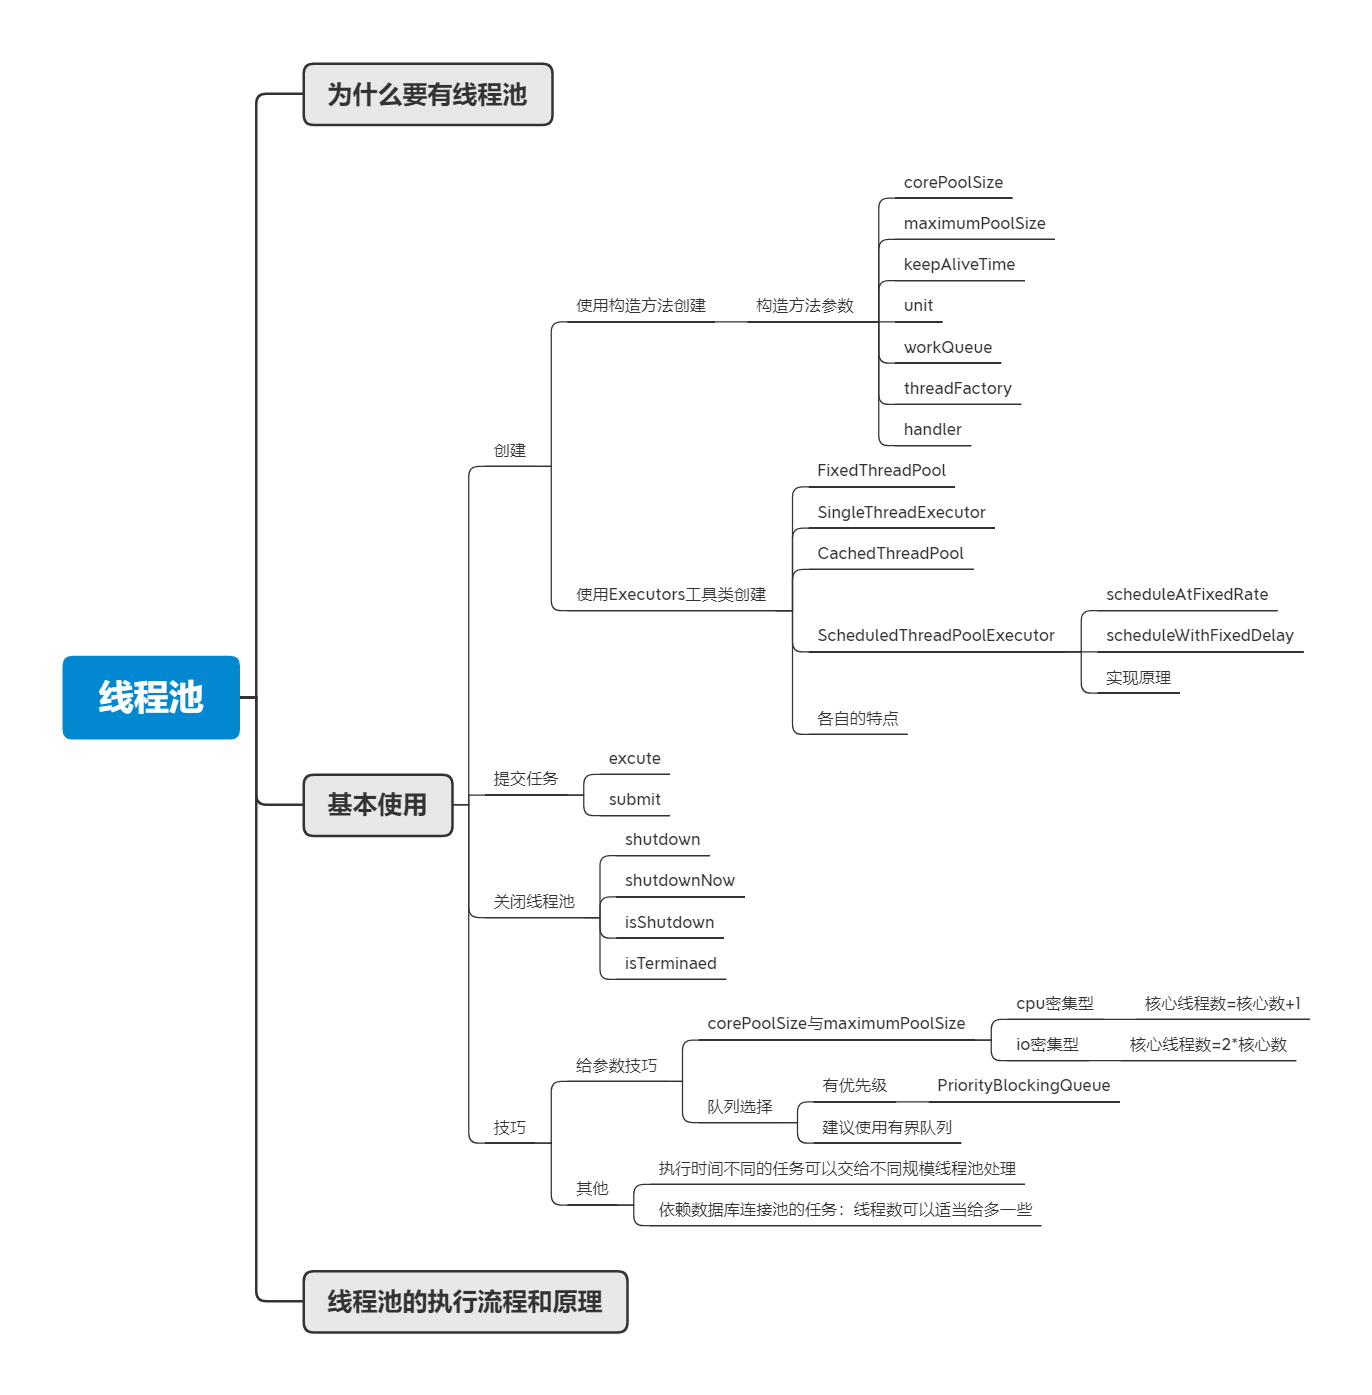 为什么要有线程池
corePoolSize
maximumPoolSize
keepAliveTime
使用构造方法创建
构造方法参数
unit
workQueue
threadFactory
handler
创建
FixedThreadPool
SingleThreadExecutor
CachedThreadPool
使用Executors工具类创建
scheduleAtFixedRate
ScheduledThreadPoolExecutor
scheduleWithFixedDelay
实现原理
线程池
各自的特点
excute
提交任务
submit
基本使用
shutdown
shutdownNow
关闭线程池
isShutdown
isTerminaed
cpu密集型
核心线程数=核心数+1
corePoolSize与maximumPoolSize
io密集型
核心线程数=2*核心数
给参数技巧
有优先级
PriorityBlockingQueue
队列选择
建议使用有界队列
技巧
执行时间不同的任务可以交给不同规模线程池处理
其他
依赖数据库连接池的任务：线程数可以适当给多一些
线程池的执行流程和原理